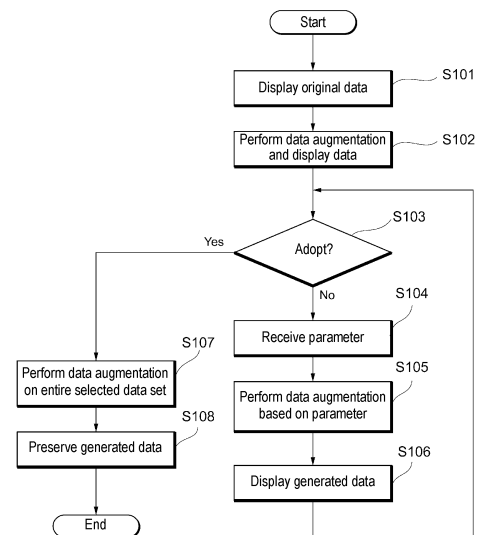 Start
Display original data
S101
Perform data augmentation
and display data
S102
Adopt?
S103
Yes
No
Receive parameter
S104
Perform data augmentation
based on parameter
S105
Display generated data
S106
Perform data augmentation
on entire selected data set
S107
Preserve generated data
S108
End